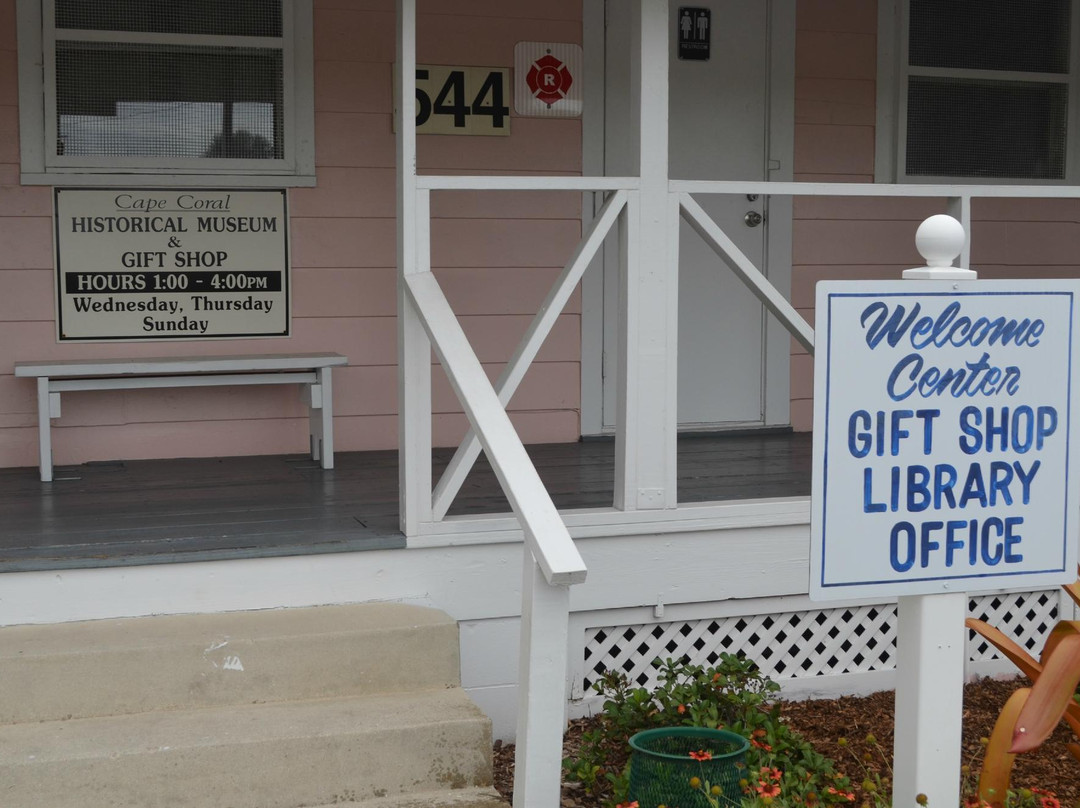 Cape Coral
HISTORICAL MUSEUM
&
GIFT SHOP
HOURS 1:00 - 4:00PM
Wednesday, Thursday
Sunday
544
R
Welcome
Center
GIFT SHOP
LIBRARY
OFFICE